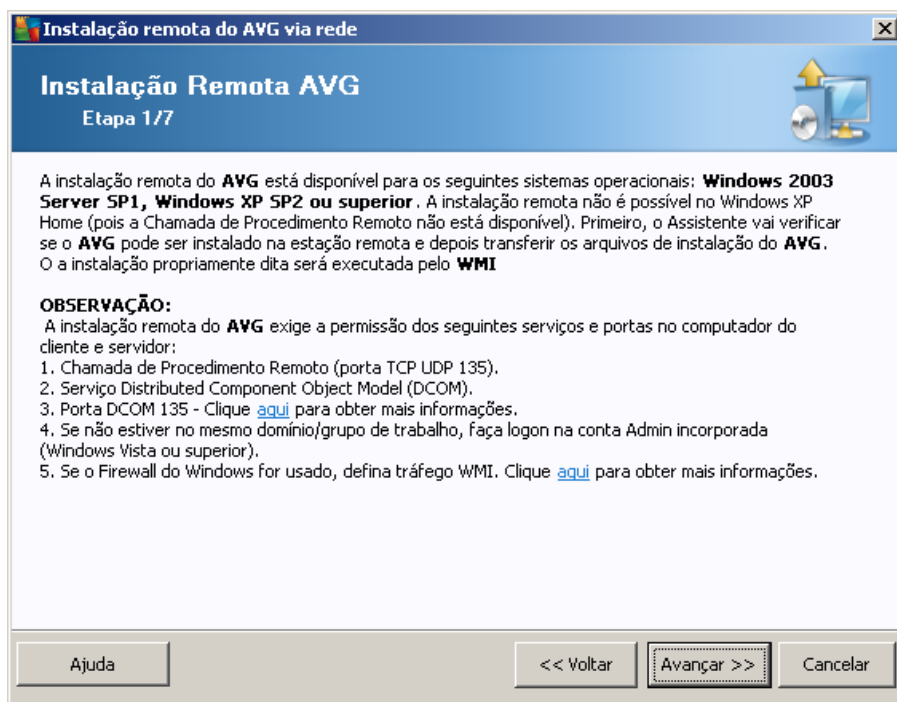 Instalação remota do AVG via rede
Instalação Remota AVG
Etapa 1/7
A instalação remota do AVG está disponível para os seguintes sistemas operacionais: Windows 2003
Server SP1, Windows XP SP2 ou superior. A instalação remota não é possível no Windows XP
Home (pois a Chamada de Procedimento Remoto não está disponível). Primeiro, o Assistente vai verificar
se o AVG pode ser instalado na estação remota e depois transferir os arquivos de instalação do AVG.
O a instalação propriamente dita será executada pelo WMI
OBSERVAÇÃO:
A instalação remota do AVG exige a permissão dos seguintes serviços e portas no computador do
cliente e servidor:
1. Chamada de Procedimento Remoto (porta TCP UDP 135).
2. Serviço Distributed Component Object Model (DCOM).
3. Porta DCOM 135 - Clique aqui para obter mais informações.
4. Se não estiver no mesmo domínio/grupo de trabalho, faça logon na conta Admin incorporada
(Windows Vista ou superior).
5. Se o Firewall do Windows for usado, defina tráfego WMI. Clique aqui para obter mais informações.
Ajuda
<< Voltar
Avançar >>
Cancelar